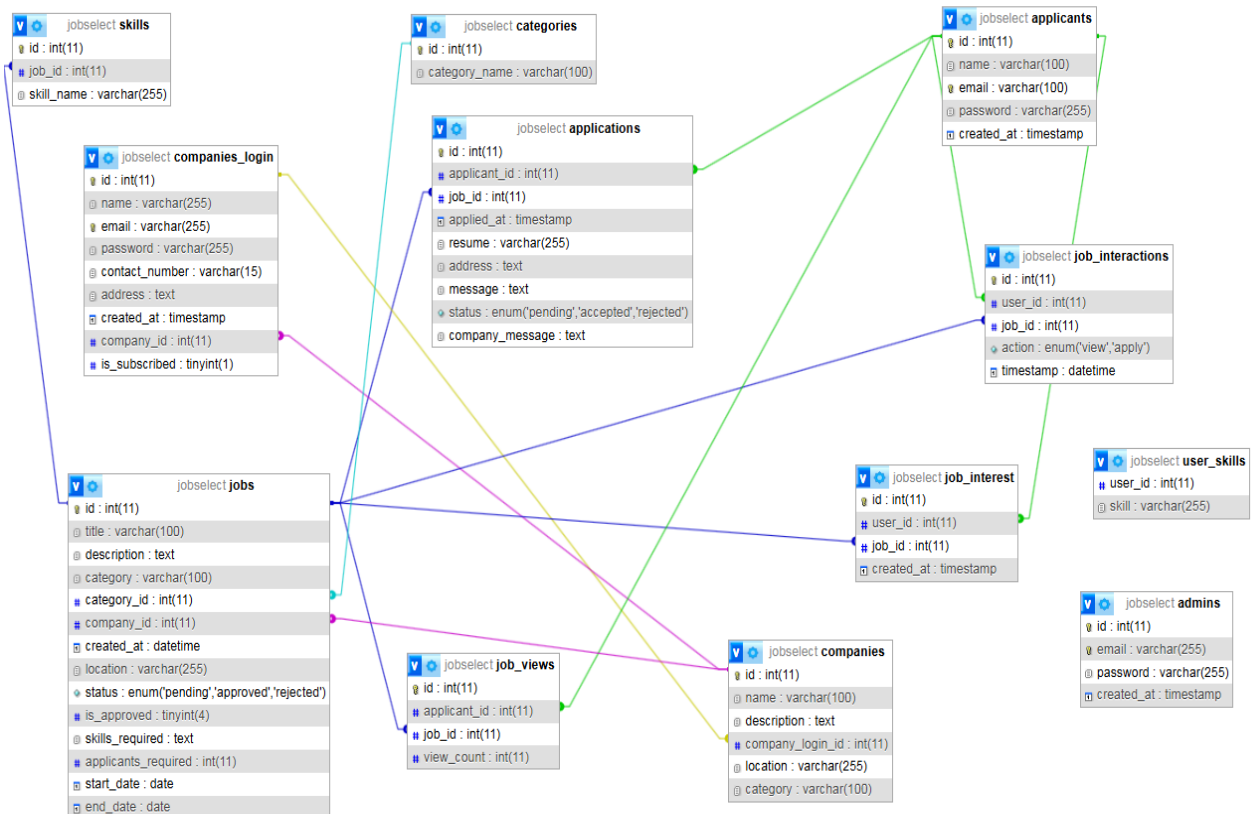 jobselect skills
id : int(11)
job_id : int(11)
skill_name : varchar(255)
jobselect categories
id : int(11)
category_name : varchar(100)
jobselect applicants
id : int(11)
name : varchar(100)
email : varchar(100)
password : varchar(255)
created_at : timestamp
jobselect applications
id : int(11)
applicant_id : int(11)
job_id : int(11)
applied_at : timestamp
resume : varchar(255)
address : text
message : text
status : enum('pending','accepted','rejected')
company_message : text
jobselect companies_login
id : int(11)
name : varchar(255)
email : varchar(255)
password : varchar(255)
contact_number : varchar(15)
address : text
created_at : timestamp
company_id : int(11)
is_subscribed : tinyint(1)
jobselect job_interactions
id : int(11)
user_id : int(11)
job_id : int(11)
action : enum('view','apply')
timestamp : datetime
jobselect user_skills
user_id : int(11)
skill : varchar(255)
jobselect job_interest
id : int(11)
user_id : int(11)
job_id : int(11)
created_at : timestamp
jobselect jobs
id : int(11)
title : varchar(100)
description : text
category : varchar(100)
category_id : int(11)
company_id : int(11)
created_at : datetime
location : varchar(255)
status : enum('pending','approved','rejected')
is_approved : tinyint(4)
skills_required : text
applicants_required : int(11)
start_date : date
end_date : date
jobselect admins
id : int(11)
email : varchar(255)
password : varchar(255)
created_at : timestamp
jobselect companies
id : int(11)
name : varchar(100)
description : text
company_login_id : int(11)
location : varchar(255)
category : varchar(100)
jobselect job_views
id : int(11)
applicant_id : int(11)
job_id : int(11)
view_count : int(11)